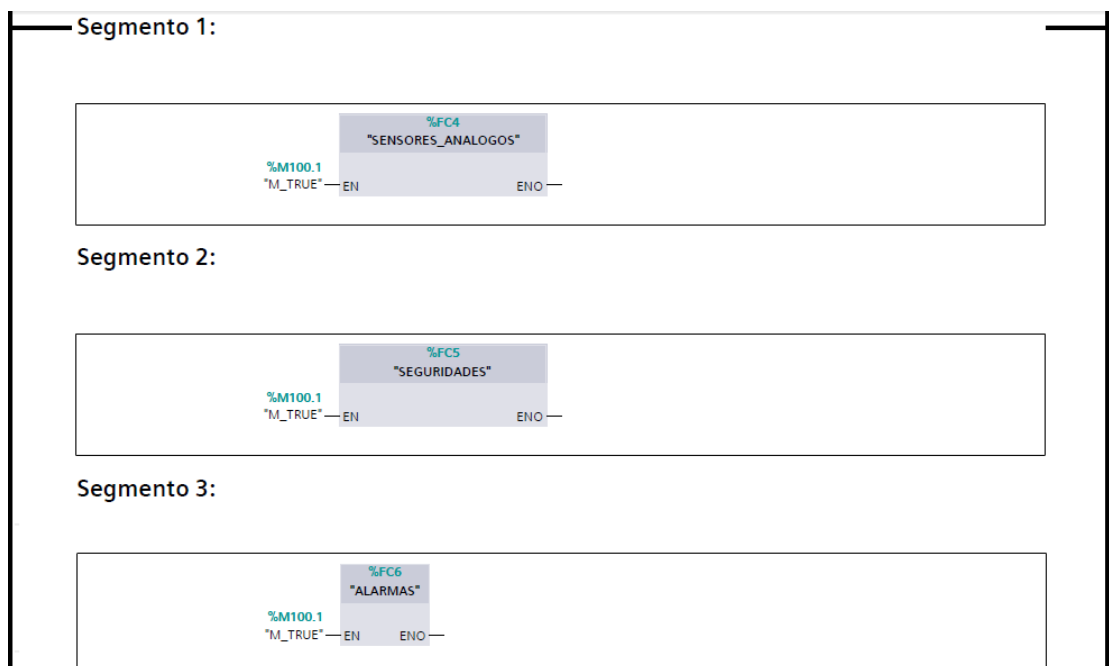 Segmento 1:
%FC4
"SENSORES_ANALOGOS"
%M100.1
"M_TRUE" EN ENO
Segmento 2:
%FC5
"SEGURIDADES"
%M100.1
"M_TRUE" EN ENO
Segmento 3:
%FC6
"ALARMAS"
%M100.1
"M_TRUE" EN ENO